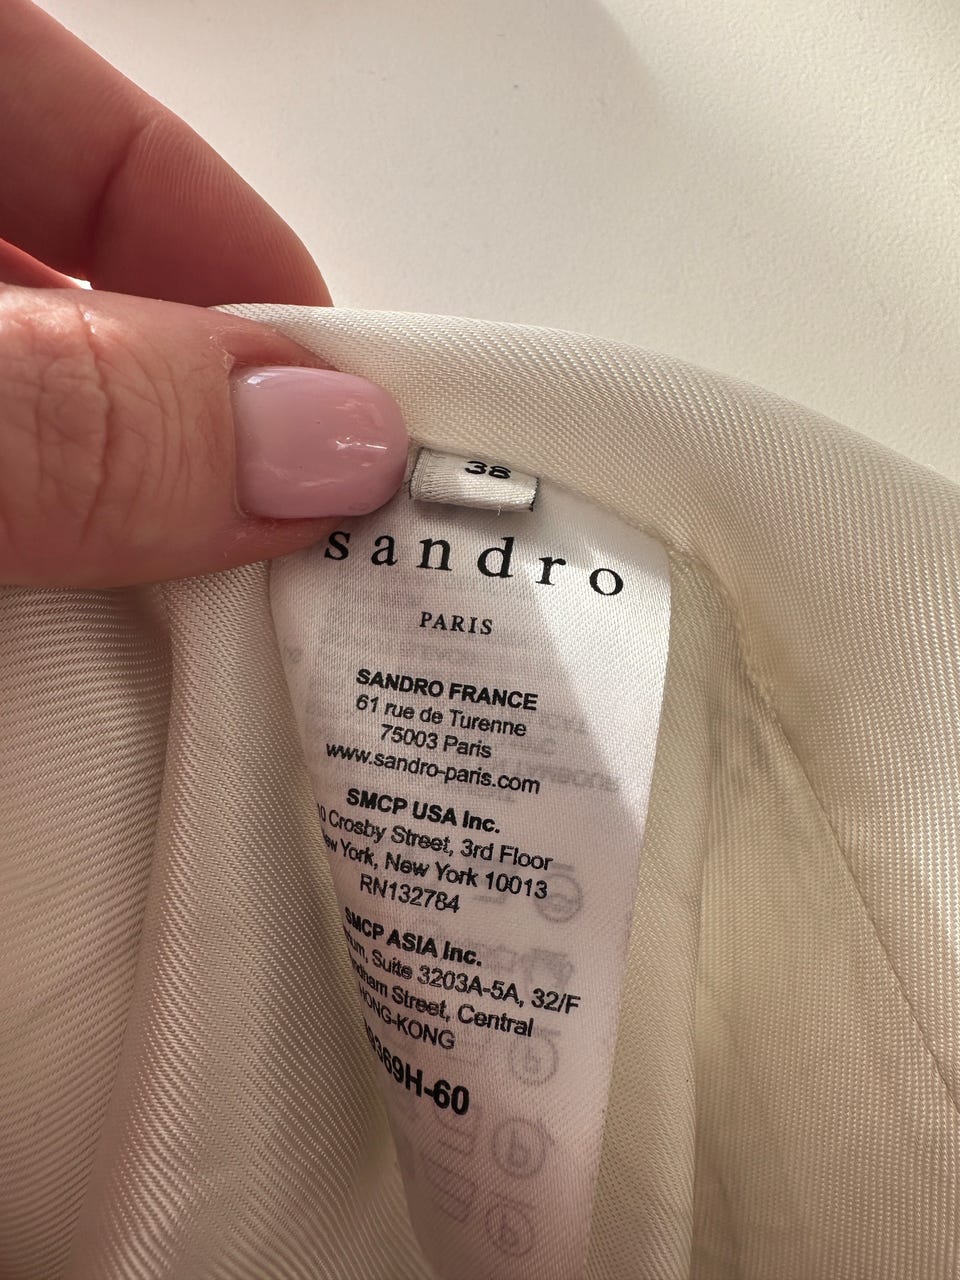 38
sandro
PARIS
SANDRO FRANCE
61 rue de Turenne
75003 Paris
www.sandro-paris.com
SMCP USA Inc.
Crosby Street, 3rd Floor
York, New York 10013
RN132784
SMCP ASIA Inc.
Suite 3203A-5A, 32/F
Street, Central
HONG-KONG
369H-60